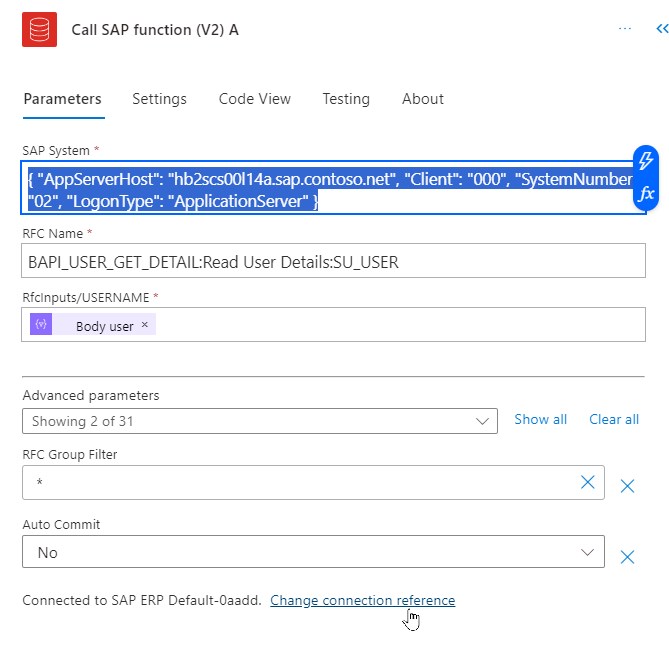 Call SAP function (V2) A
Parameters Settings Code View Testing About
SAP System *
{ "AppServerHost": "hb2scs00l14a.sap.contoso.net", "Client": "000", "SystemNumber
"02", "LogonType": "ApplicationServer" }
fx
RFC Name *
BAPI_USER_GET_DETAIL:Read User Details:SU_USER
RfcInputs/USERNAME *
Body user ×
Advanced parameters
Showing 2 of 31 Show all Clear all
RFC Group Filter
*
Auto Commit
No
Connected to SAP ERP Default-0aadd. Change connection reference